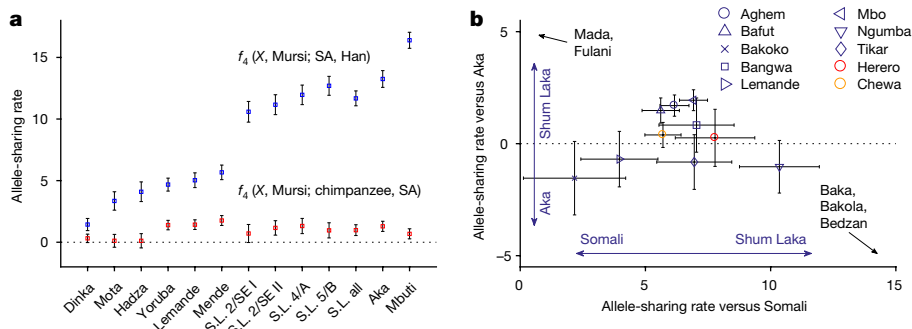 a
Allele-sharing rate
15
10
5
0
f4 (X, Mursi; SA, Han)
f4 (X, Mursi; chimpanzee, SA)
Dinka
Mota
Hadza
Yoruba
Lemande
Mende
S.L. 2/SE I
S.L. 2/SE II
S.L. 4/A
S.L. 5/B
S.L. all
Aka
Mbuti
b
Allele-sharing rate versus Aka
5
0
–5
Mada,
Fulani
Shum Laka
Aka
Somali
Shum Laka
Baka,
Bakola,
Bedzan
Aghem
Bafut
Bakoko
Bangwa
Lemande
Mbo
Ngumba
Tikar
Herero
Chewa
0
5
10
15
Allele-sharing rate versus Somali